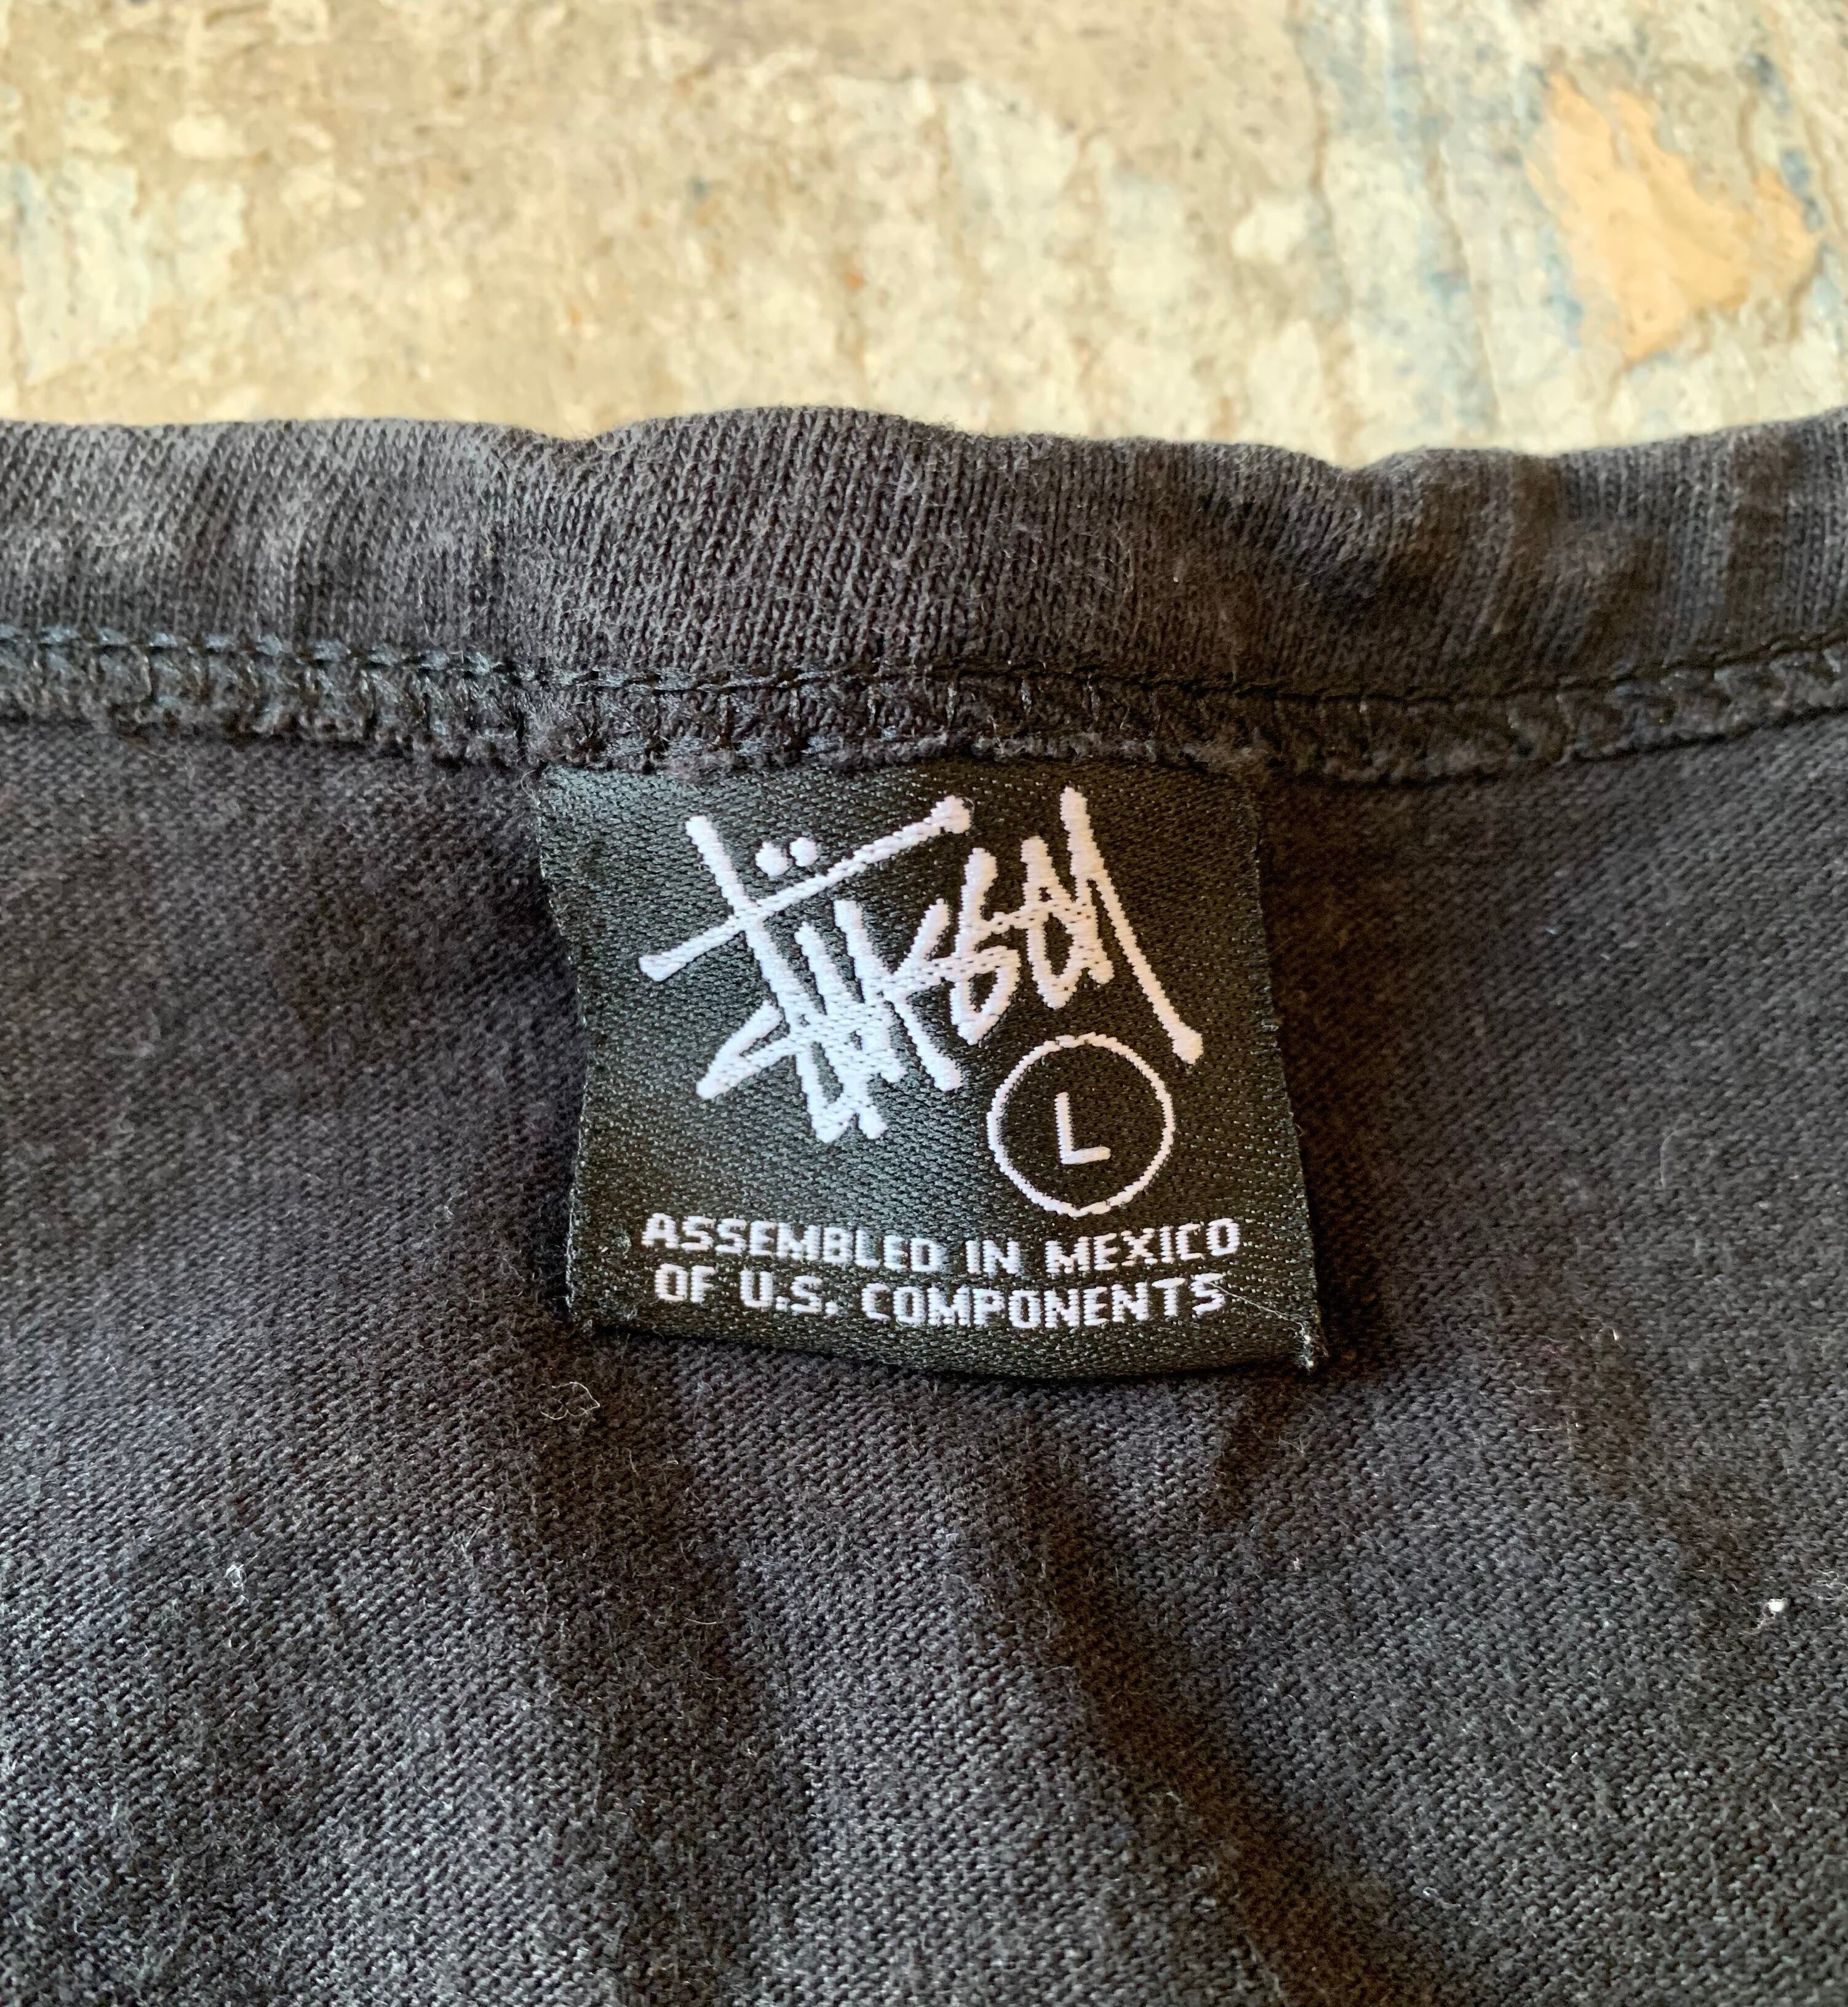 Stüssy
L
ASSEMBLED IN MEXICO
OF U.S. COMPONENTS